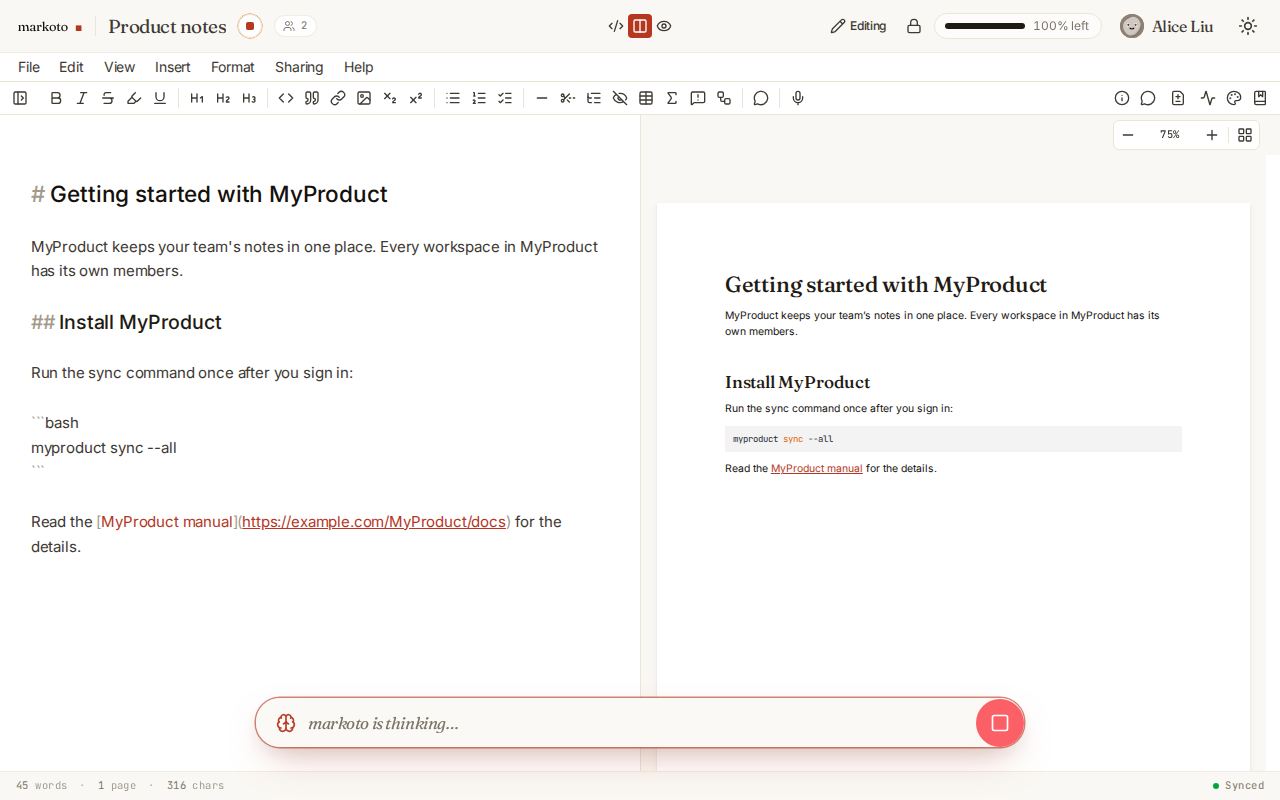 markoto
Product notes
2
Editing
100% left
Alice Liu
File Edit View Insert Format Sharing Help
B I S U H1 H2 H3 x2 x2
75%
# Getting started with MyProduct
MyProduct keeps your team's notes in one place. Every workspace in MyProduct
has its own members.
## Install MyProduct
Run the sync command once after you sign in:
```bash
myproduct sync --all
```
Read the [MyProduct manual](https://example.com/MyProduct/docs) for the
details.
Getting started with MyProduct
MyProduct keeps your team's notes in one place. Every workspace in MyProduct has its
own members.
Install MyProduct
Run the sync command once after you sign in:
myproduct sync --all
Read the MyProduct manual for the details.
markoto is thinking...
45 words · 1 page · 316 chars
Synced